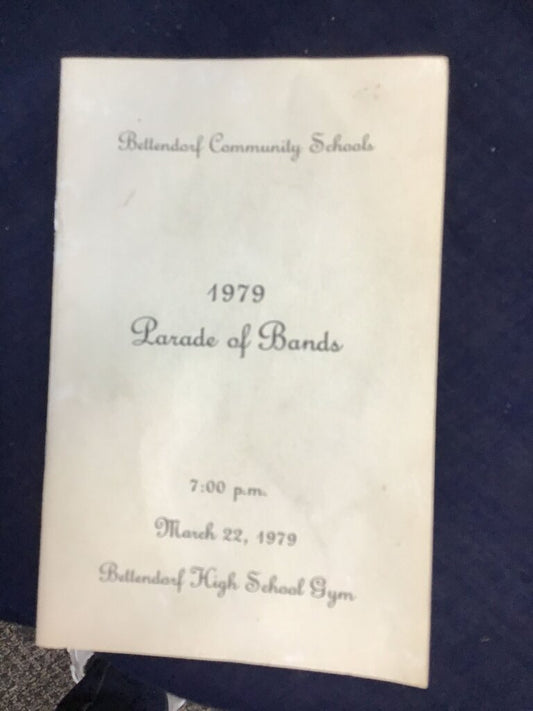 Bettendorf Community Schools
1979
Parade of Bands
7:00 p.m.
March 22, 1979
Bettendorf High School Gym